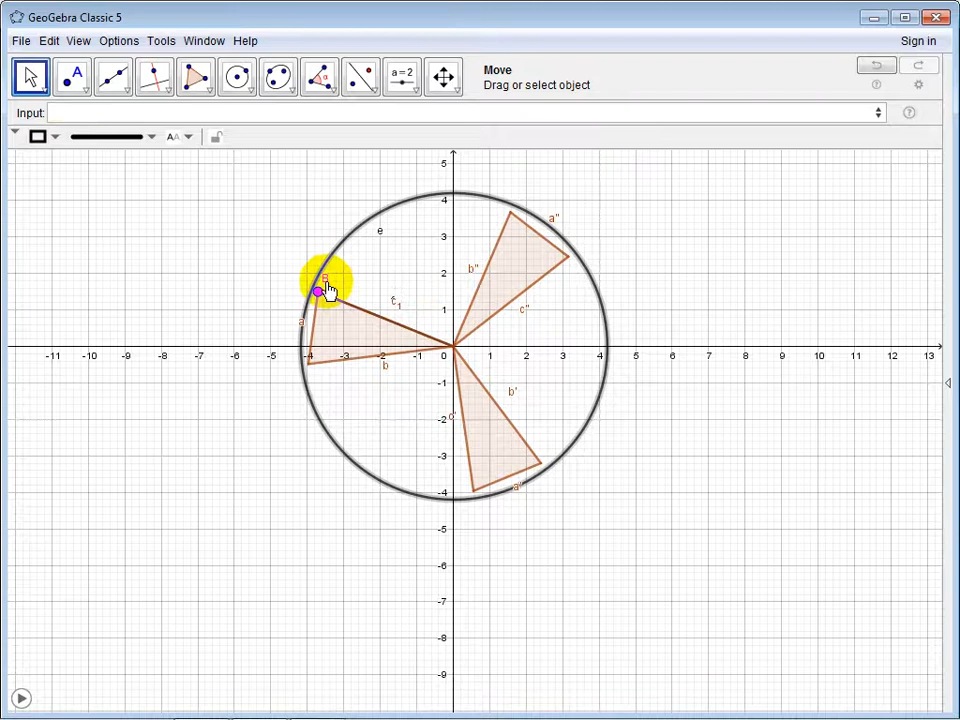 GeoGebra Classic 5
File Edit View Options Tools Window Help Sign in
A α a=2
Move
Drag or select object
Input:
AA
5
4
3
2
1
-11 -10 -9 -8 -7 -6 -5 -4 -3 -2 -1 0 1 2 3 4 5 6 7 8 9 10 11 12 13
-1
-2
-3
-4
-5
-6
-7
-8
-9
e
a''
b''
c''
B
a
b
b'
c'
a'